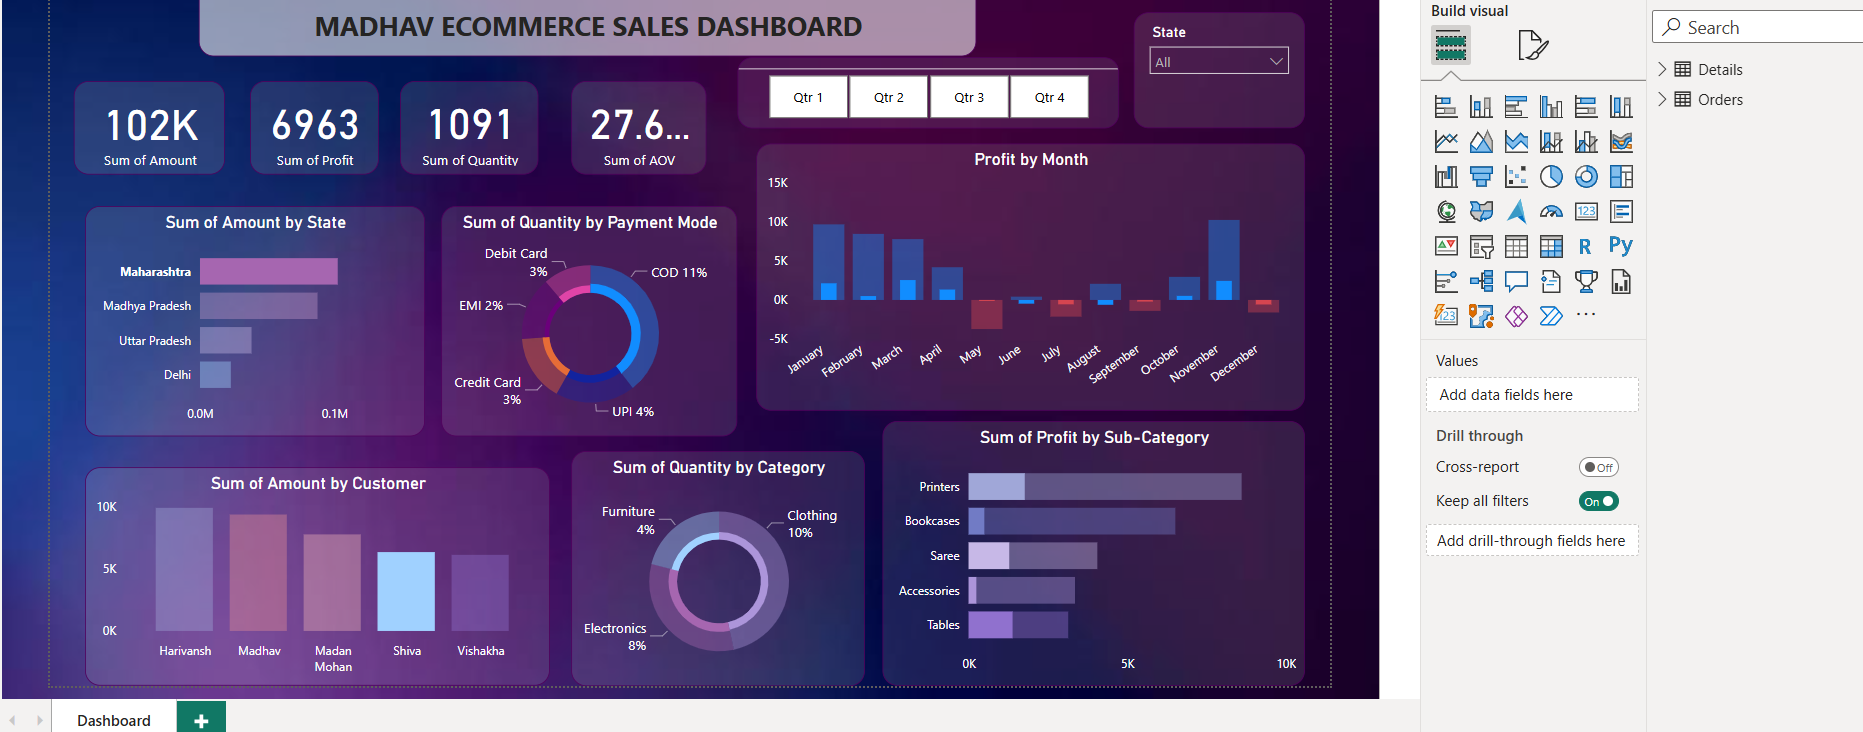 MADHAV ECOMMERCE SALES DASHBOARD
State
All
Qtr 1
Qtr 2
Qtr 3
Qtr 4
102K
Sum of Amount
6963
Sum of Profit
1091
Sum of Quantity
27.6...
Sum of AOV
Sum of Amount by State
Maharashtra
Madhya Pradesh
Uttar Pradesh
Delhi
0.0M
0.1M
Sum of Quantity by Payment Mode
Debit Card
3%
COD 11%
EMI 2%
Credit Card
3%
UPI 4%
Profit by Month
15K
10K
5K
0K
-5K
January
February
March
April
May
June
July
August
September
October
November
December
Sum of Amount by Customer
10K
5K
0K
Harivansh
Madhav
Madan
Mohan
Shiva
Vishakha
Sum of Quantity by Category
Furniture
4%
Clothing
10%
Electronics
8%
Sum of Profit by Sub-Category
Printers
Bookcases
Saree
Accessories
Tables
0K
5K
10K
Dashboard
Build visual
123
R
Py
123
Values
Add data fields here
Drill through
Cross-report
Off
Keep all filters
On
Add drill-through fields here
Search
Details
Orders